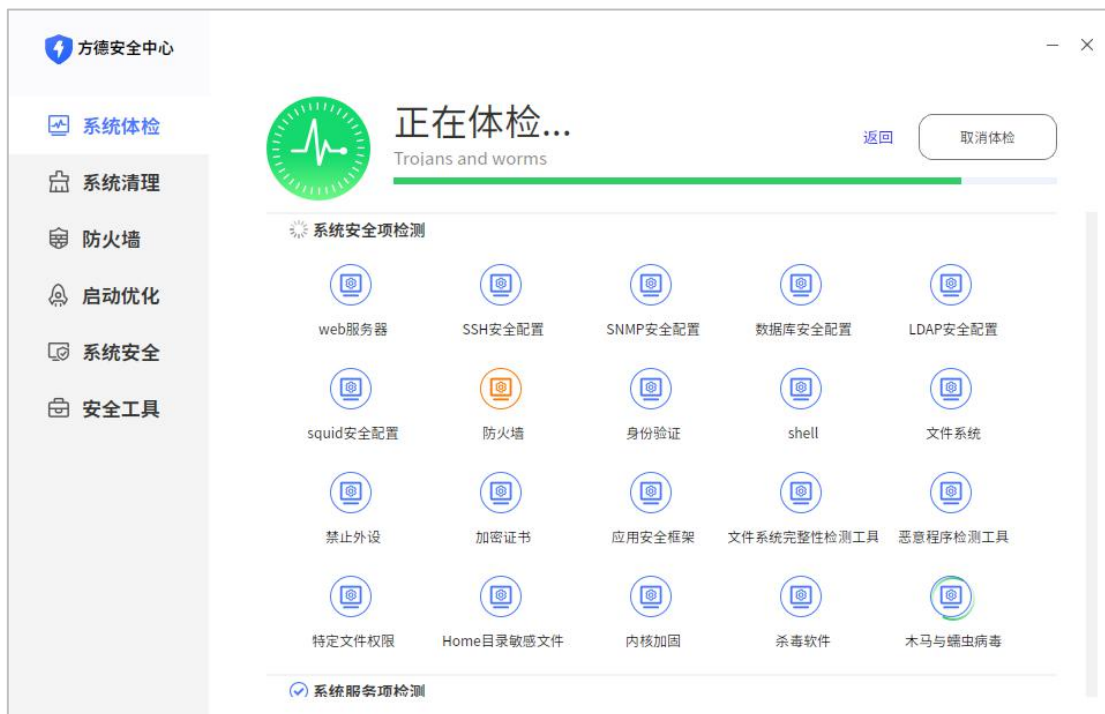 方德安全中心
系统体检
系统清理
防火墙
启动优化
系统安全
安全工具
正在体检...
Trojans and worms
返回
取消体检
系统安全项检测
web服务器
SSH安全配置
SNMP安全配置
数据库安全配置
LDAP安全配置
squid安全配置
防火墙
身份验证
shell
文件系统
禁止外设
加密证书
应用安全框架
文件系统完整性检测工具
恶意程序检测工具
特定文件权限
Home目录敏感文件
内核加固
杀毒软件
木马与蠕虫病毒
系统服务项检测